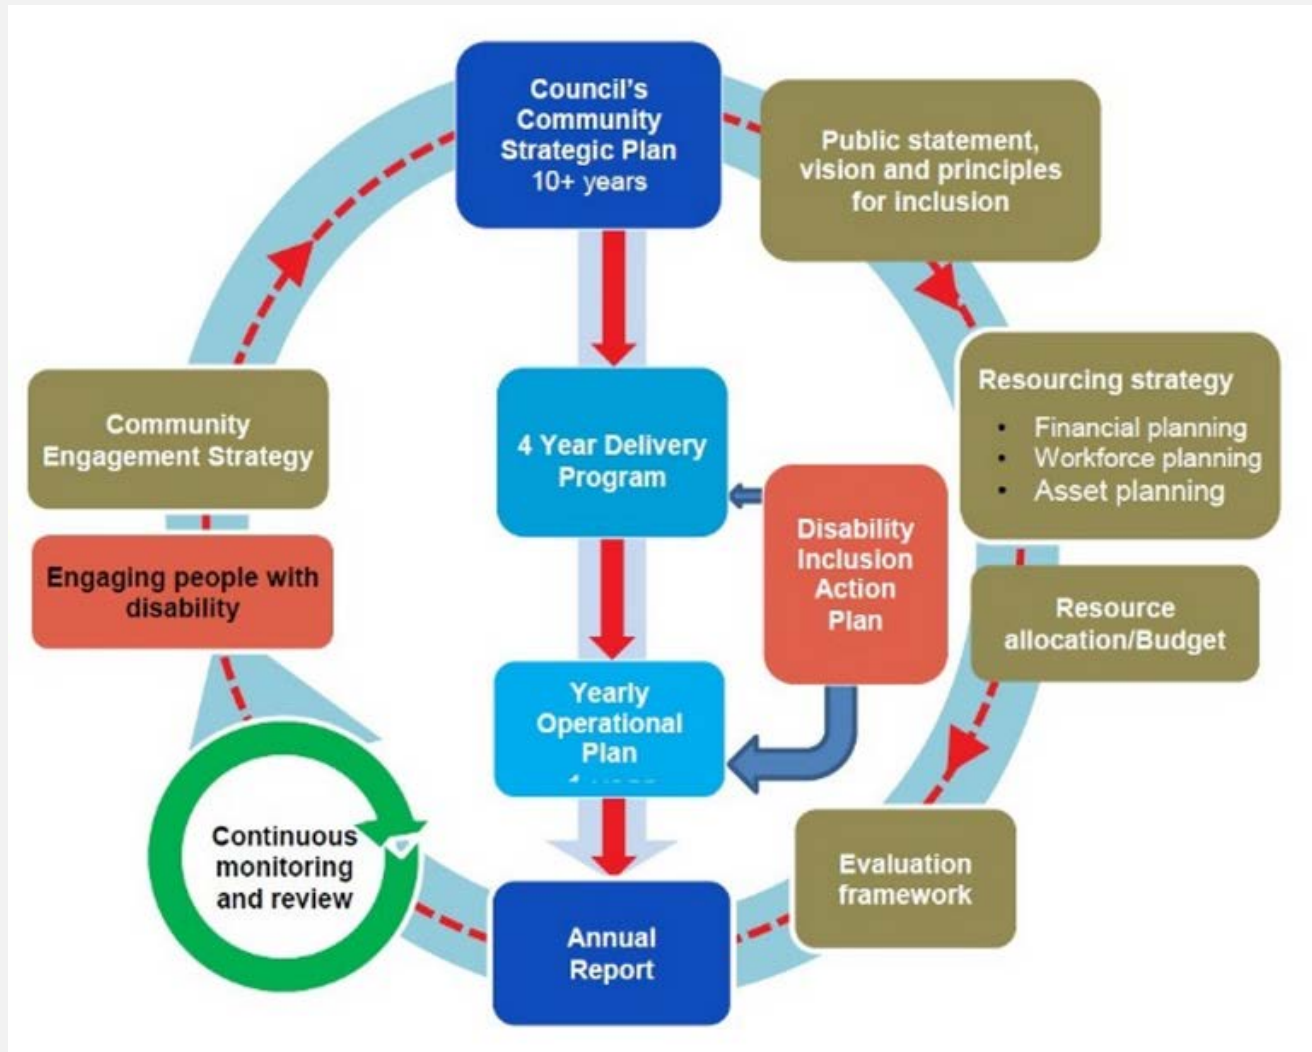 Council's
Community
Strategic Plan
10+ years
Public statement,
vision and principles
for inclusion
Resourcing strategy
• Financial planning
• Workforce planning
• Asset planning
Community
Engagement Strategy
4 Year Delivery
Program
Disability
Inclusion
Action
Plan
Engaging people with
disability
Resource
allocation/Budget
Yearly
Operational
Plan
Continuous
monitoring
and review
Evaluation
framework
Annual
Report